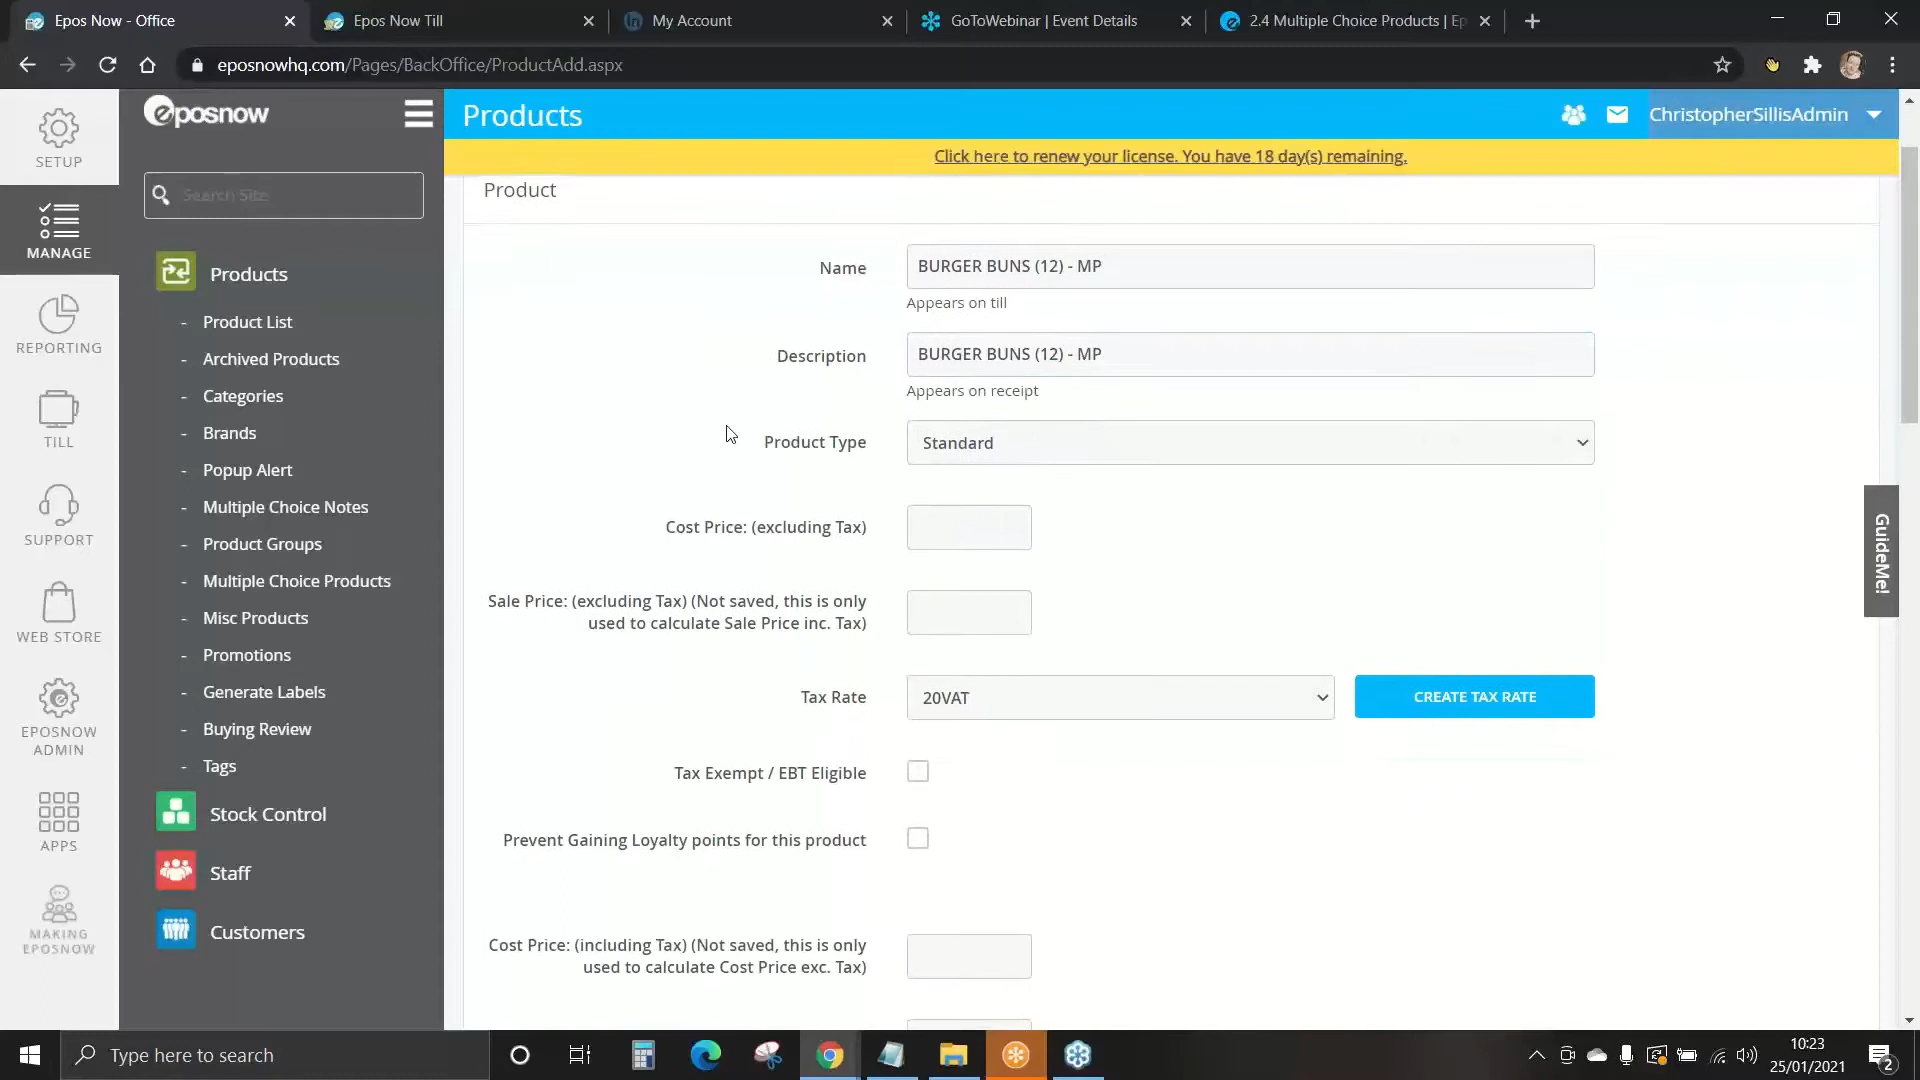 Epos Now - Office
Epos Now Till
My Account
GoToWebinar | Event Details
2.4 Multiple Choice Products | Ep
eposnowhq.com/Pages/BackOffice/ProductAdd.aspx
SETUP
MANAGE
REPORTING
TILL
SUPPORT
WEB STORE
EPOSNOW
ADMIN
APPS
MAKING
EPOSNOW
eposnow
Search Site
Products
- Product List
- Archived Products
- Categories
- Brands
- Popup Alert
- Multiple Choice Notes
- Product Groups
- Multiple Choice Products
- Misc Products
- Promotions
- Generate Labels
- Buying Review
- Tags
Stock Control
Staff
Customers
Products
ChristopherSillisAdmin
Click here to renew your license. You have 18 day(s) remaining.
Product
Name
BURGER BUNS (12) - MP
Appears on till
Description
BURGER BUNS (12) - MP
Appears on receipt
Product Type
Standard
Cost Price: (excluding Tax)
Sale Price: (excluding Tax) (Not saved, this is only
used to calculate Sale Price inc. Tax)
Tax Rate
20VAT
CREATE TAX RATE
Tax Exempt / EBT Eligible
Prevent Gaining Loyalty points for this product
Cost Price: (including Tax) (Not saved, this is only
used to calculate Cost Price exc. Tax)
GuideMe!
Type here to search
10:23
25/01/2021
2